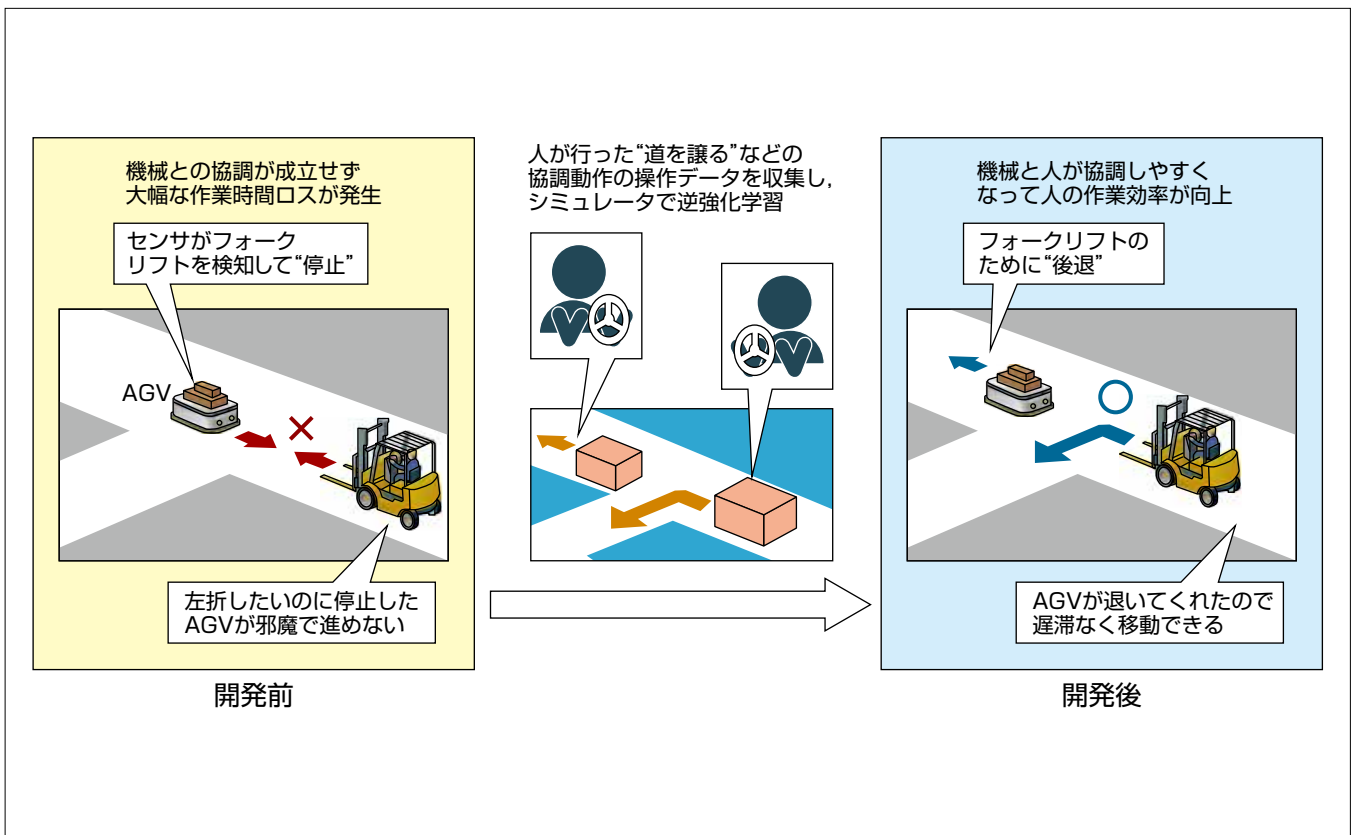 機械との協調が成立せず
大幅な作業時間ロスが発生
センサがフォーク
リフトを検知して“停止”
AGV
左折したいのに停止した
AGVが邪魔で進めない
開発前
人が行った“道を譲る”などの
協調動作の操作データを収集し，
シミュレータで逆強化学習
機械と人が協調しやすく
なって人の作業効率が向上
フォークリフトの
ために“後退”
AGVが退いてくれたので
遅滞なく移動できる
開発後